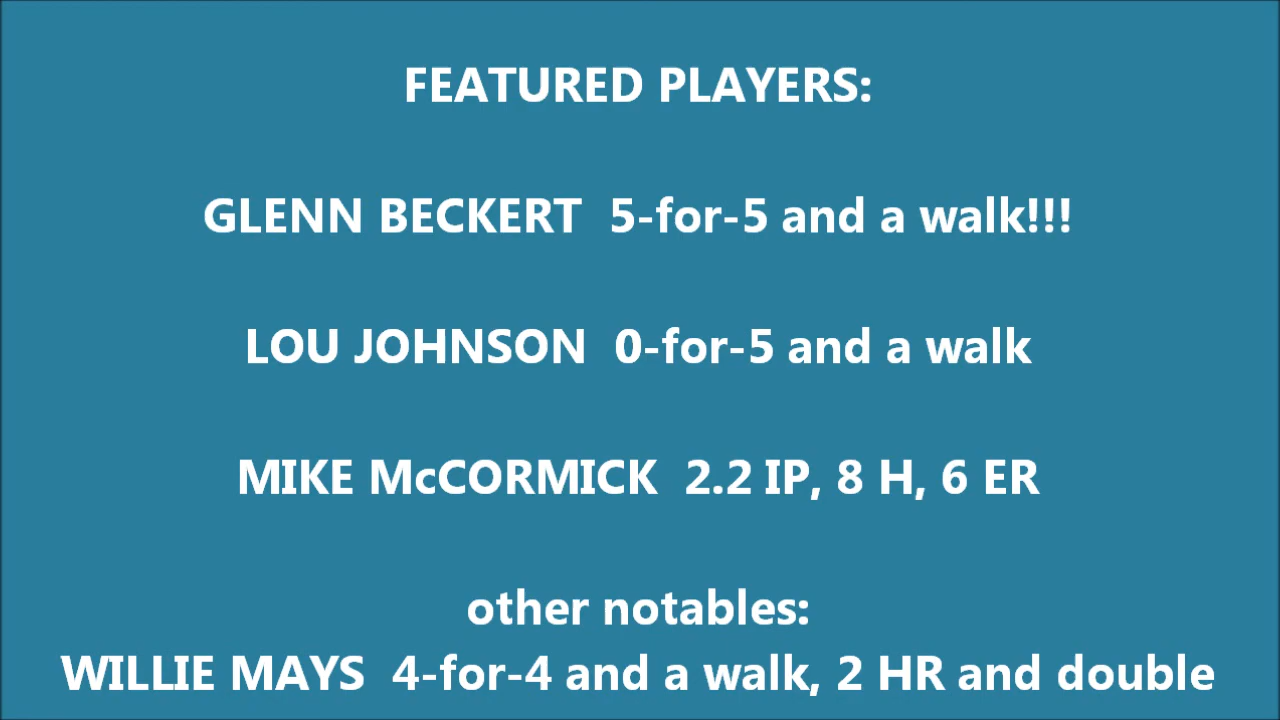 FEATURED PLAYERS:
GLENN BECKERT  5-for-5 and a walk!!!
LOU JOHNSON  0-for-5 and a walk
MIKE McCORMICK  2.2 IP, 8 H, 6 ER
other notables:
WILLIE MAYS  4-for-4 and a walk, 2 HR and double